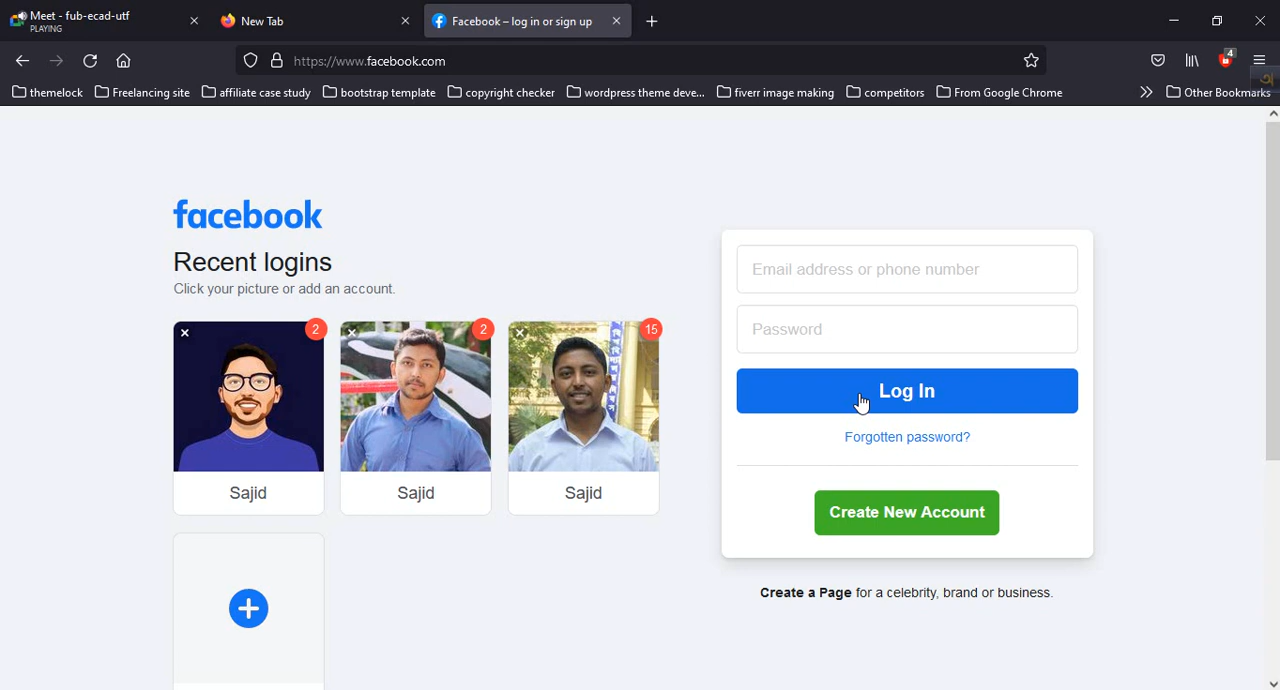 Meet – fub-ecad-utf
PLAYING
New Tab
Facebook – log in or sign up
https://www.facebook.com
4
themelock
Freelancing site
affiliate case study
bootstrap template
copyright checker
wordpress theme deve...
fiverr image making
competitors
From Google Chrome
Other Bookmarks
facebook
Recent logins
Click your picture or add an account.
2
2
15
Sajid
Sajid
Sajid
Email address or phone number
Password
Log In
Forgotten password?
Create New Account
Create a Page for a celebrity, brand or business.